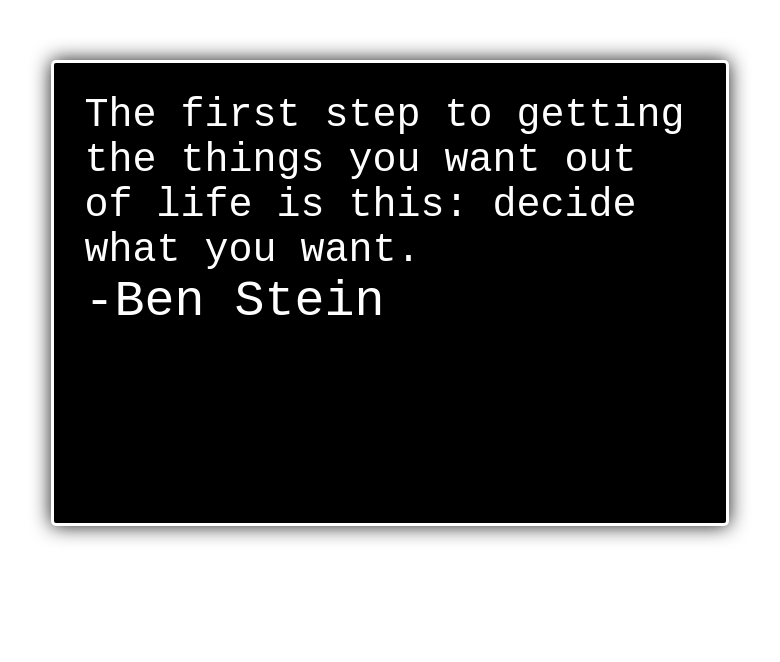 The first step to getting
the things you want out
of life is this: decide
what you want.
-Ben Stein